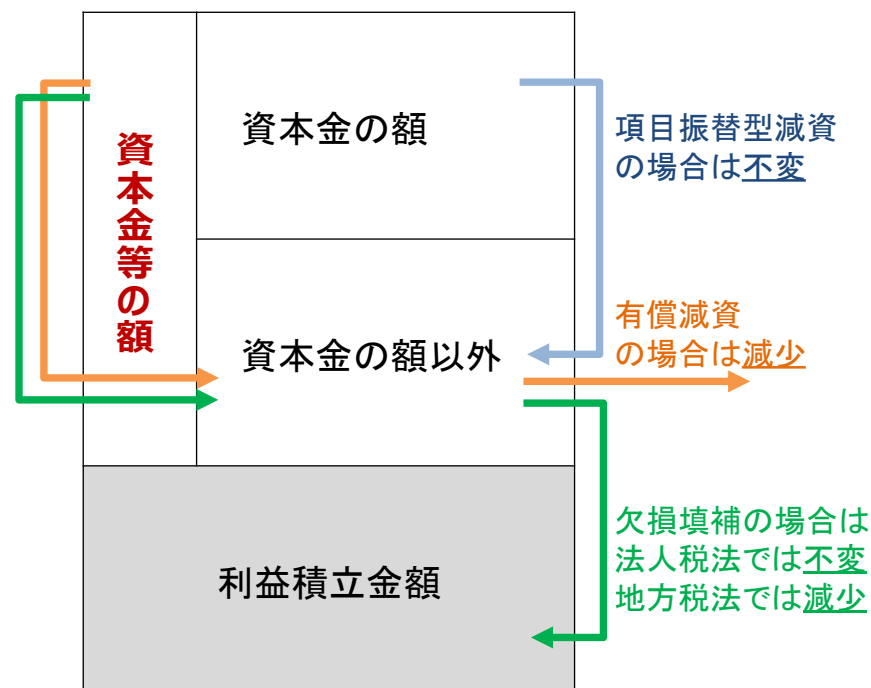 資本金等の額
資本金の額
項目振替型減資
の場合は不変
資本金の額以外
有償減資
の場合は減少
利益積立金額
欠損填補の場合は
法人税法では不変
地方税法では減少